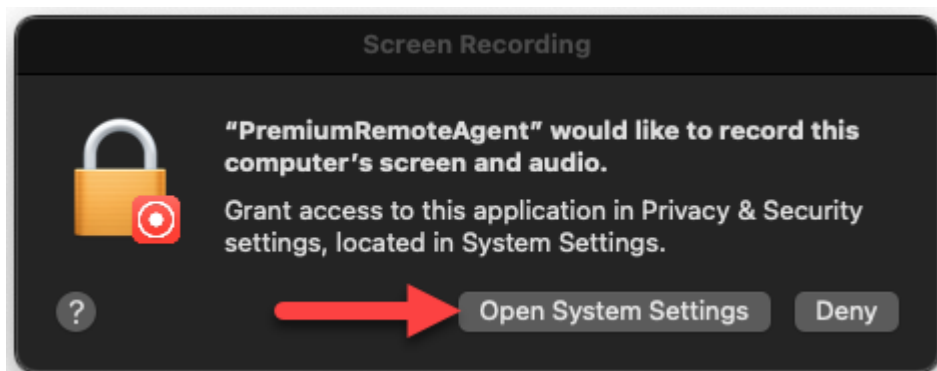 Screen Recording
“PremiumRemoteAgent” would like to record this
computer’s screen and audio.
Grant access to this application in Privacy & Security
settings, located in System Settings.
?
Open System Settings
Deny